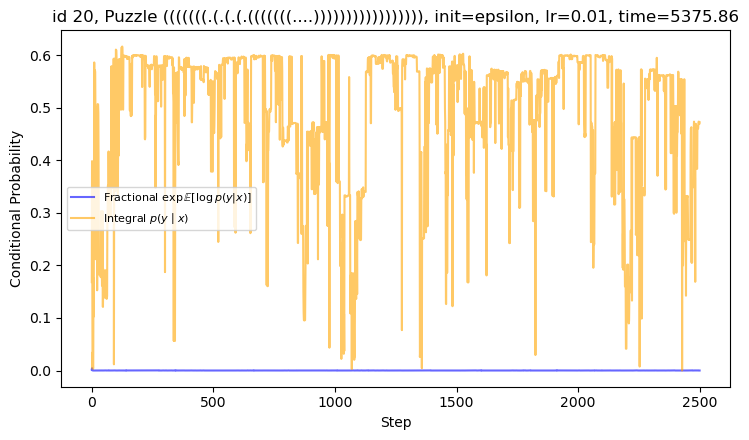 id 20, Puzzle (((((((.(.(.(.(((((((....))))))))))))))))), init=epsilon, lr=0.01, time=5375.86
Conditional Probability
0.6
0.5
0.4
0.3
0.2
0.1
0.0
Fractional exp 𝔼[log p(y|x)]
Integral p(y | x)
0 500 1000 1500 2000 2500
Step